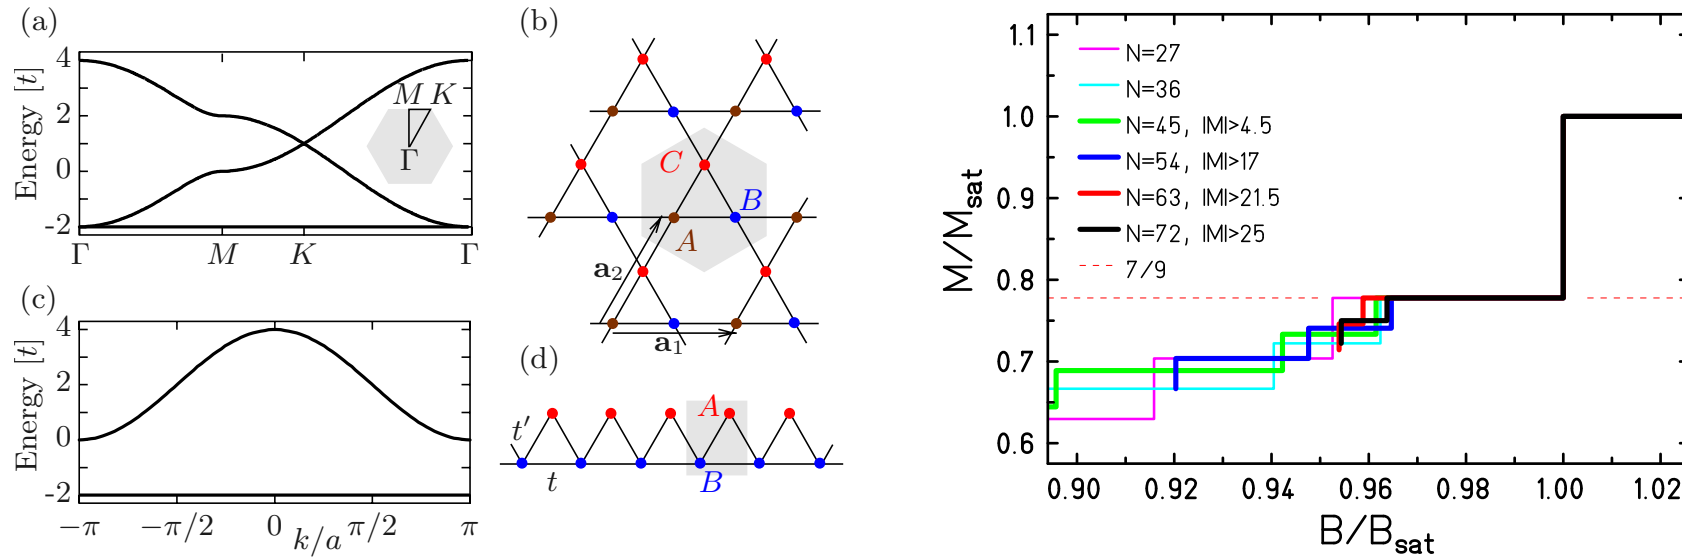 (a)
Energy [t]
4
2
0
-2
Γ
M
K
Γ
M K
Γ
(b)
C
B
A
a₂
a₁
(c)
Energy [t]
4
2
0
-2
−π
−π/2
0
k/a
π/2
π
(d)
t′
A
t
B
M/M_sat
1.1
1.0
0.9
0.8
0.7
0.6
N=27
N=36
N=45, |M|>4.5
N=54, |M|>17
N=63, |M|>21.5
N=72, |M|>25
7/9
0.90 0.92 0.94 0.96 0.98 1.00 1.02
B/B_sat